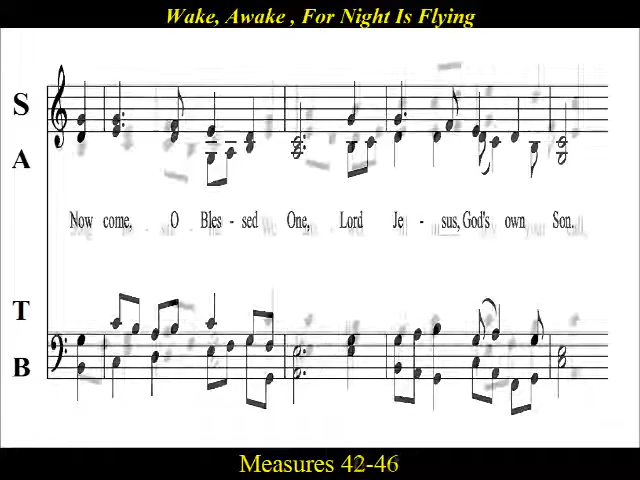 Wake, Awake , For Night Is Flying
S
A
Now come, O Bles - sed One, Lord Je - sus, God's own Son.
T
B
Measures 42-46